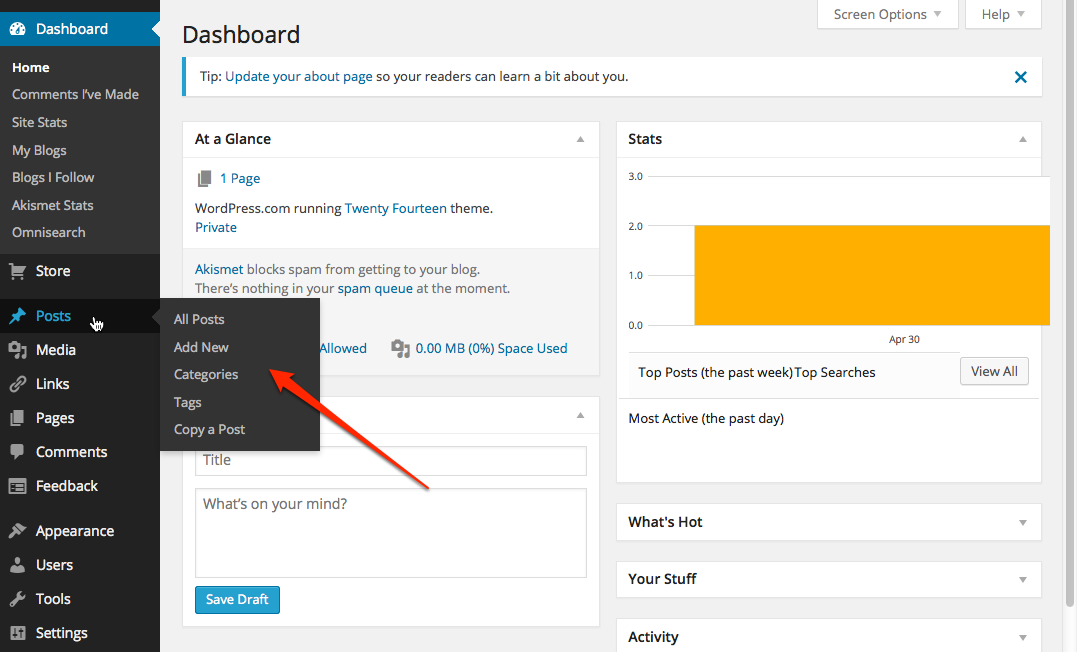 Dashboard
Home
Comments I've Made
Site Stats
My Blogs
Blogs I Follow
Akismet Stats
Omnisearch
Store
Posts
Media
Links
Pages
Comments
Feedback
Appearance
Users
Tools
Settings
All Posts
Add New
Categories
Tags
Copy a Post
Screen Options
Help
Dashboard
Tip: Update your about page so your readers can learn a bit about you.
At a Glance
1 Page
WordPress.com running Twenty Fourteen theme.
Private
Akismet blocks spam from getting to your blog.
There's nothing in your spam queue at the moment.
Allowed
0.00 MB (0%) Space Used
Title
What's on your mind?
Save Draft
Stats
3.0
2.0
1.0
0.0
Apr 30
Top Posts (the past week) Top Searches
View All
Most Active (the past day)
What's Hot
Your Stuff
Activity